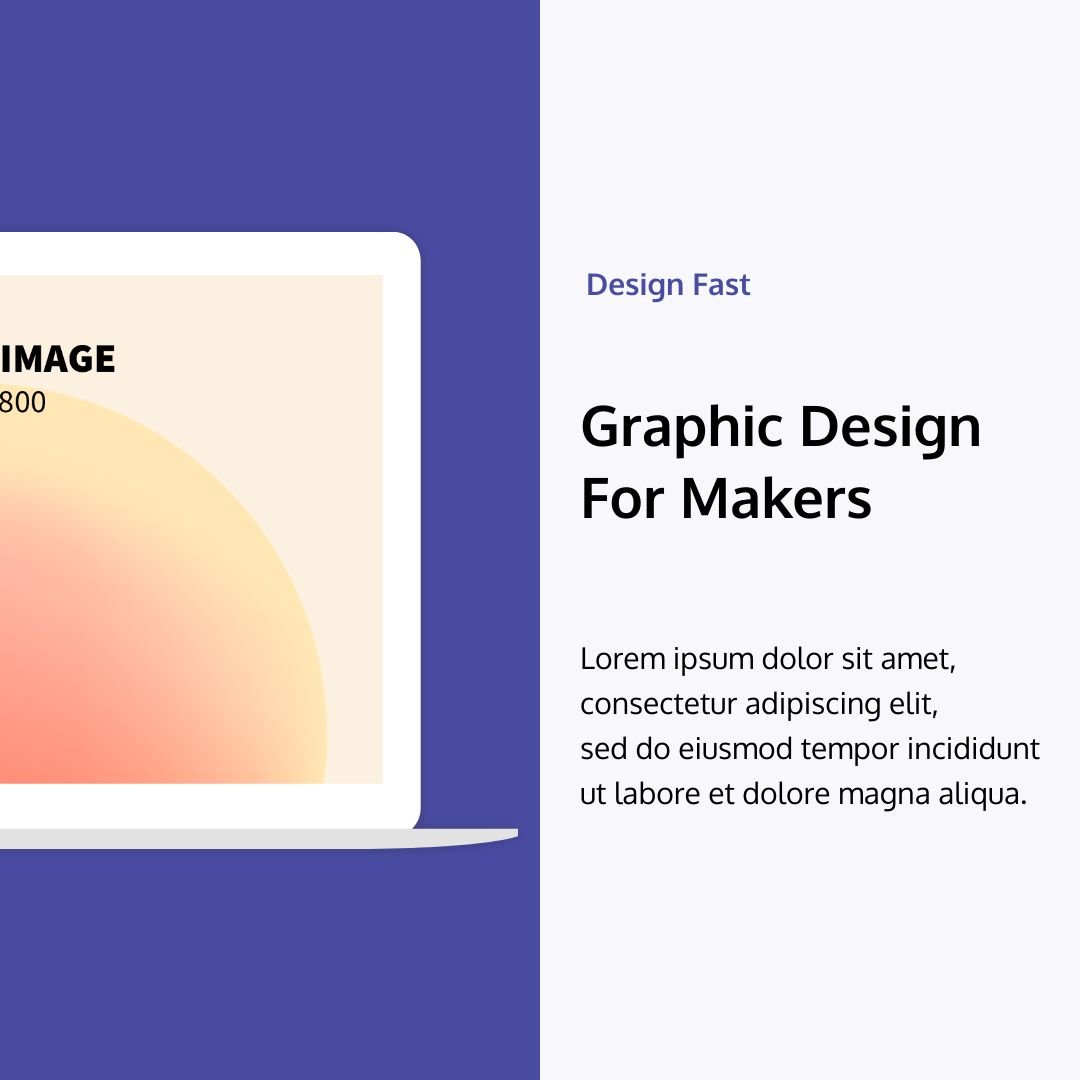 IMAGE
800
Design Fast
Graphic Design
For Makers
Lorem ipsum dolor sit amet,
consectetur adipiscing elit,
sed do eiusmod tempor incididunt
ut labore et dolore magna aliqua.